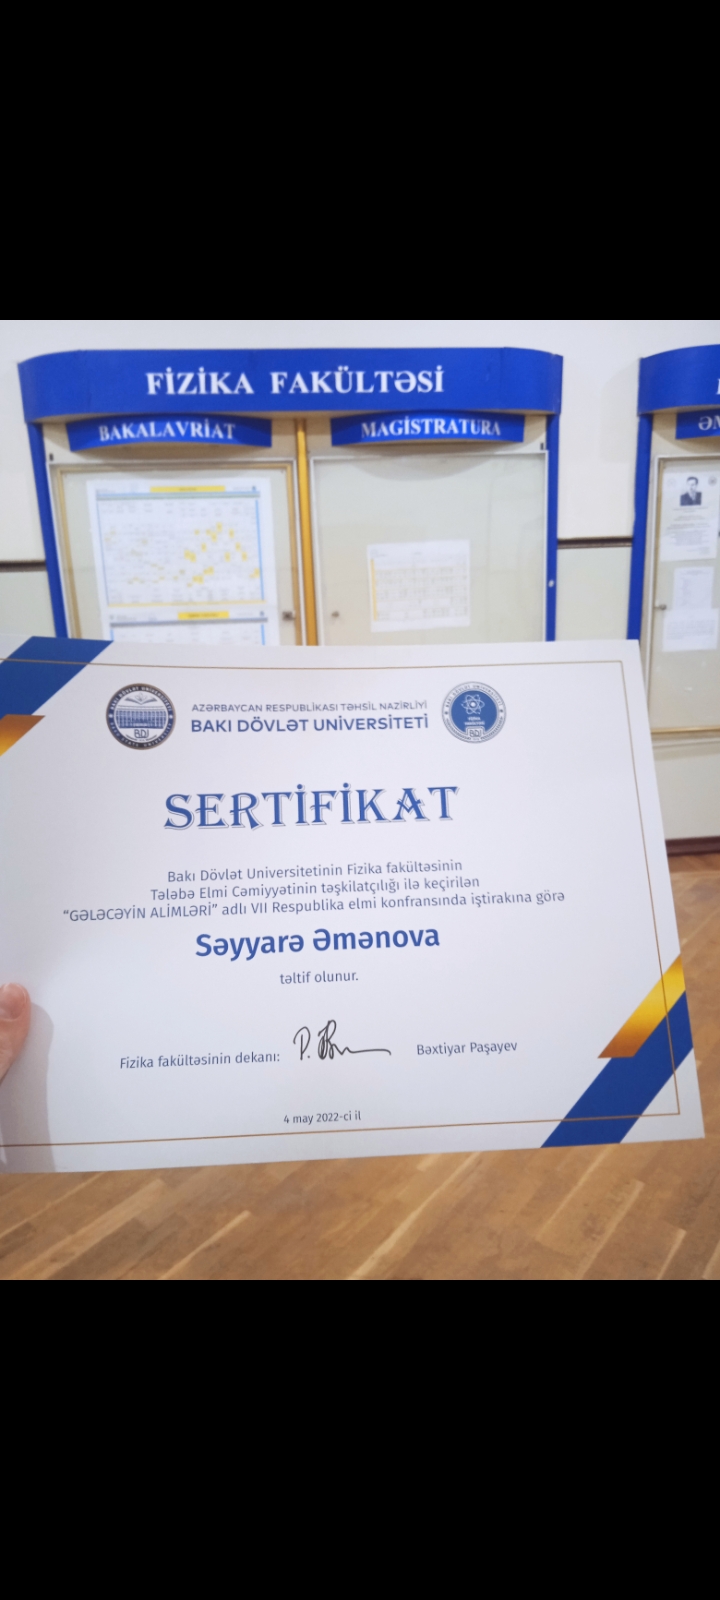 FİZİKA FAKÜLTƏSİ
BAKALAVRİAT
MAGİSTRATURA
AZƏRBAYCAN RESPUBLİKASI TƏHSİL NAZİRLİYİ
BAKI DÖVLƏT UNİVERSİTETİ
SERTİFİKAT
Bakı Dövlət Universitetinin Fizika fakültəsinin
Tələbə Elmi Cəmiyyətinin təşkilatçılığı ilə keçirilən
“GƏLƏCƏYİN ALİMLƏRİ” adlı VII Respublika elmi konfransında iştirakına görə
Səyyarə Əmənova
təltif olunur.
Fizika fakültəsinin dekanı:
Bəxtiyar Paşayev
4 may 2022-ci il